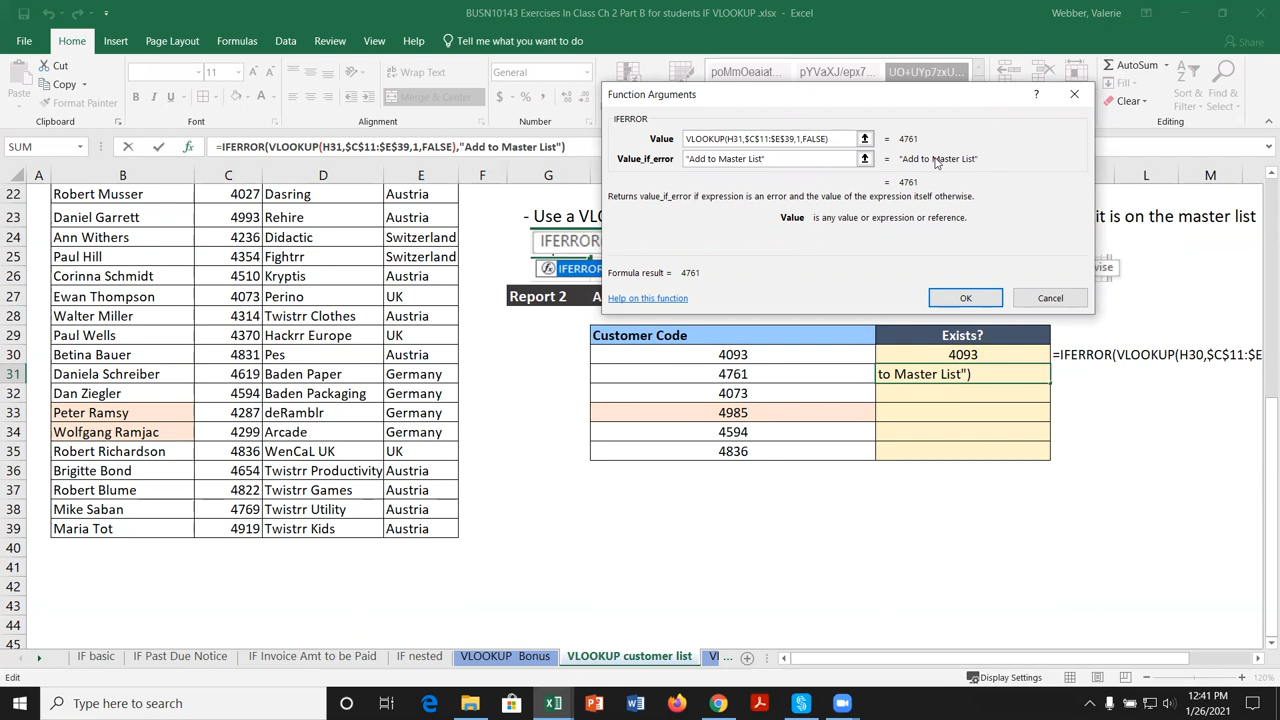 BUSN10143 Exercises In Class Ch 2 Part B for students IF VLOOKUP .xlsx - Excel
Webber, Valerie
File Home Insert Page Layout Formulas Data Review View Help Tell me what you want to do Share
Cut
Copy
Format Painter
Paste
11
Wrap Text
Merge & Center
General
poMmOeaiat...
pYVaXJ/epx7...
UO+UYp7zxU...
AutoSum
Fill
Clear
Sort &
Filter
Find &
Select
Clipboard
Font
Alignment
Editing
Function Arguments
IFERROR
Value VLOOKUP(H31,$C$11:$E$39,1,FALSE) = 4761
Value_if_error "Add to Master List" = "Add to Master List"
= 4761
Returns value_if_error if expression is an error and the value of the expression itself otherwise.
Value is any value or expression or reference.
Formula result = 4761
Help on this function
OK
Cancel
SUM
=IFERROR(VLOOKUP(H31,$C$11:$E$39,1,FALSE),"Add to Master List")
A B C D E F G L M
22 Robert Musser 4027 Dasring Austria
23 Daniel Garrett 4993 Rehire Austria
24 Ann Withers 4236 Didactic Switzerland
25 Paul Hill 4354 Fightrr Switzerland
26 Corinna Schmidt 4510 Kryptis Austria
27 Ewan Thompson 4073 Perino UK
28 Walter Miller 4314 Twistrr Clothes Austria
29 Paul Wells 4370 Hackrr Europe UK
30 Betina Bauer 4831 Pes Austria
31 Daniela Schreiber 4619 Baden Paper Germany
32 Dan Ziegler 4594 Baden Packaging Germany
33 Peter Ramsy 4287 deRamblr Germany
34 Wolfgang Ramjac 4299 Arcade Germany
35 Robert Richardson 4836 WenCaL UK UK
36 Brigitte Bond 4654 Twistrr Productivity Austria
37 Robert Blume 4822 Twistrr Games Austria
38 Mike Saban 4769 Twistrr Utility Austria
39 Maria Tot 4919 Twistrr Kids Austria
40
41
42
43
44
45
- Use a VLO
it is on the master list
IFERROR
IFERROR
wise
Report 2 A
Customer Code Exists?
4093 4093 =IFERROR(VLOOKUP(H30,$C$11:$E
4761 to Master List")
4073
4985
4594
4836
IF basic IF Past Due Notice IF Invoice Amt to be Paid IF nested VLOOKUP Bonus VLOOKUP customer list VI ...
Edit
Display Settings
120%
Type here to search
12:41 PM
1/26/2021